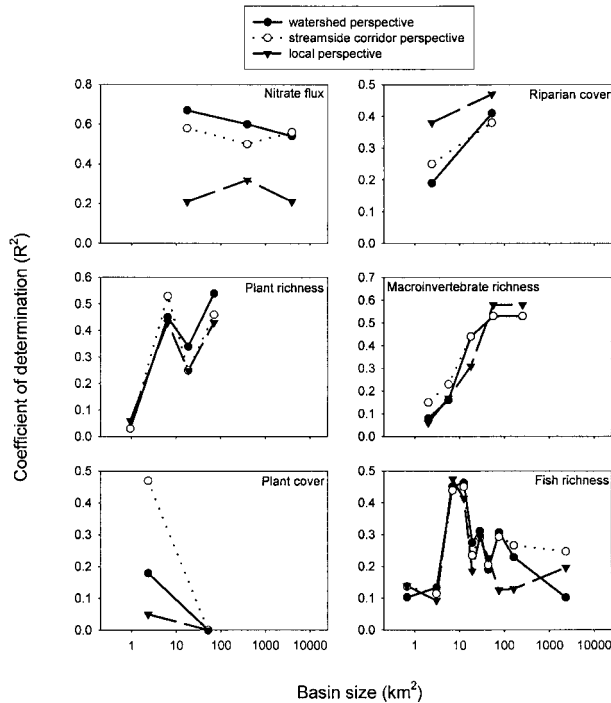 watershed perspective
streamside corridor perspective
local perspective
Coefficient of determination (R²)
0.8
0.6
0.4
0.2
0.0
Nitrate flux
0.5
0.4
0.3
0.2
0.1
0.0
Riparian cover
0.6
0.5
0.4
0.3
0.2
0.1
0.0
Plant richness
0.7
0.6
0.5
0.4
0.3
0.2
0.1
0.0
Macroinvertebrate richness
0.5
0.4
0.3
0.2
0.1
0.0
Plant cover
1 10 100 1000 10000
0.5
0.4
0.3
0.2
0.1
0.0
Fish richness
1 10 100 1000 10000
Basin size (km²)